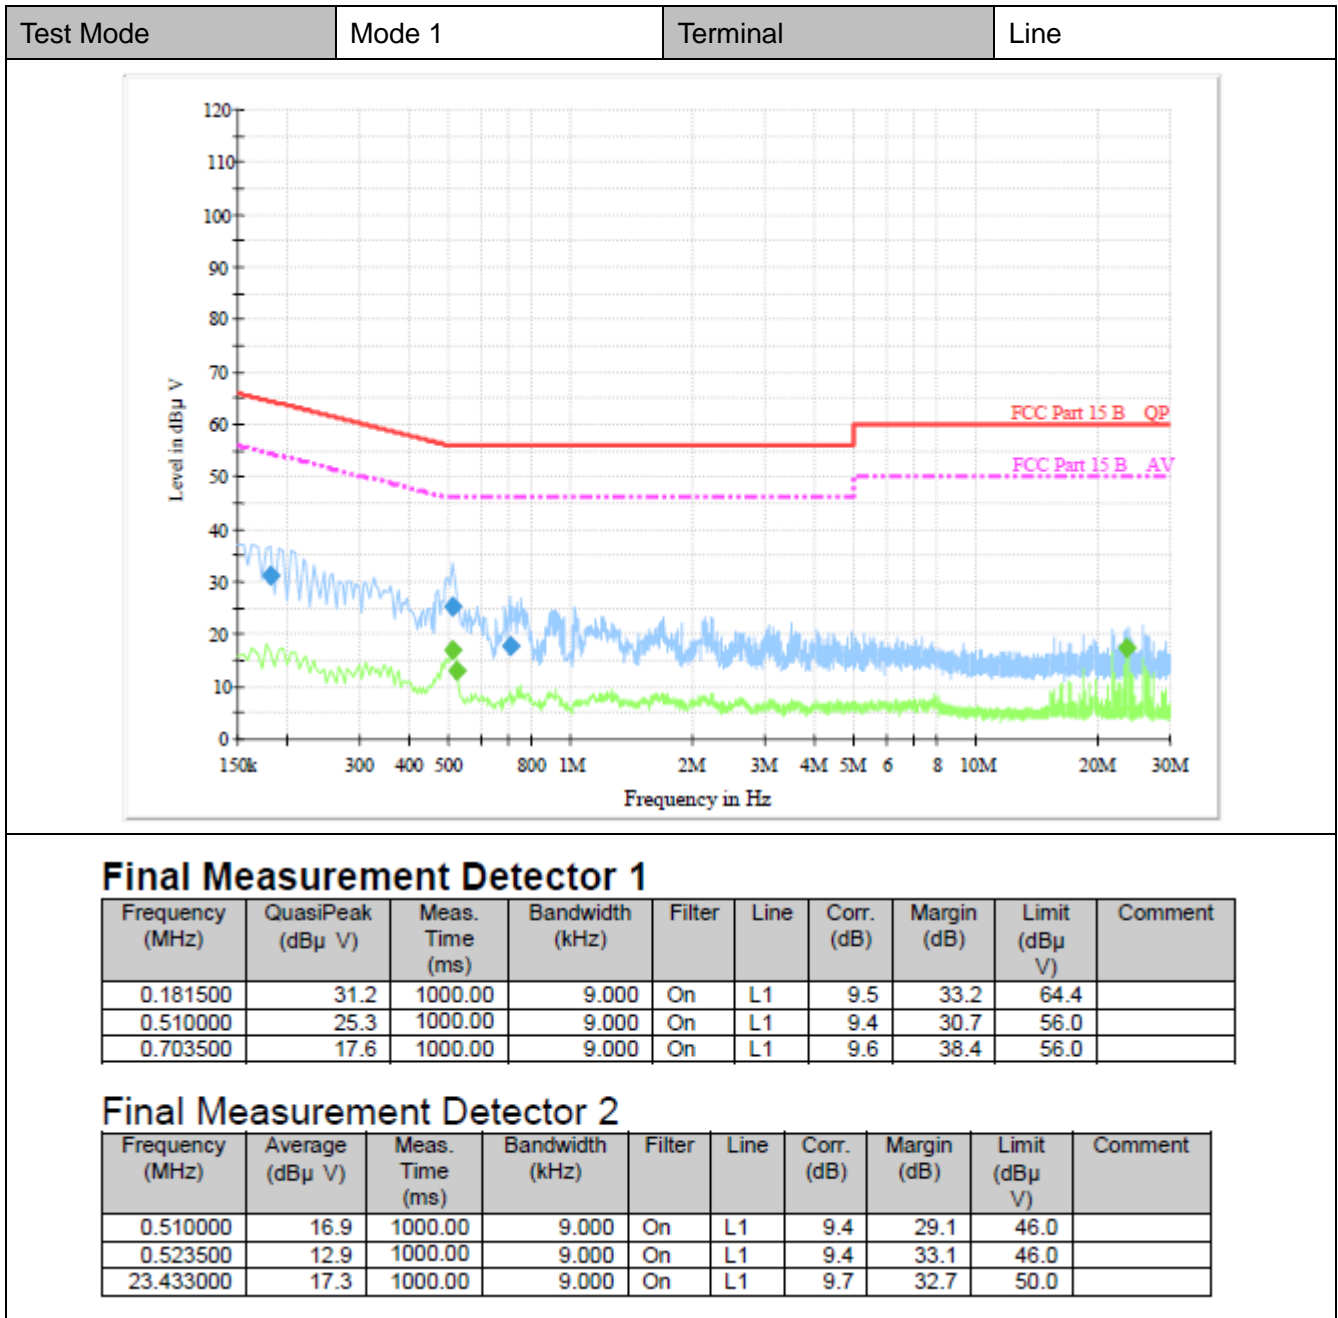 Test Mode Mode 1 Terminal Line
120
110
100
90
80
70
60
50
40
30
20
10
0
Level in dBµ V
FCC Part 15 B QP
FCC Part 15 B AV
150k 300 400 500 800 1M 2M 3M 4M 5M 6 8 10M 20M 30M
Frequency in Hz
Final Measurement Detector 1
Frequency (MHz) QuasiPeak (dBµ V) Meas. Time (ms) Bandwidth (kHz) Filter Line Corr. (dB) Margin (dB) Limit (dBµ V) Comment
0.181500 31.2 1000.00 9.000 On L1 9.5 33.2 64.4
0.510000 25.3 1000.00 9.000 On L1 9.4 30.7 56.0
0.703500 17.6 1000.00 9.000 On L1 9.6 38.4 56.0
Final Measurement Detector 2
Frequency (MHz) Average (dBµ V) Meas. Time (ms) Bandwidth (kHz) Filter Line Corr. (dB) Margin (dB) Limit (dBµ V) Comment
0.510000 16.9 1000.00 9.000 On L1 9.4 29.1 46.0
0.523500 12.9 1000.00 9.000 On L1 9.4 33.1 46.0
23.433000 17.3 1000.00 9.000 On L1 9.7 32.7 50.0